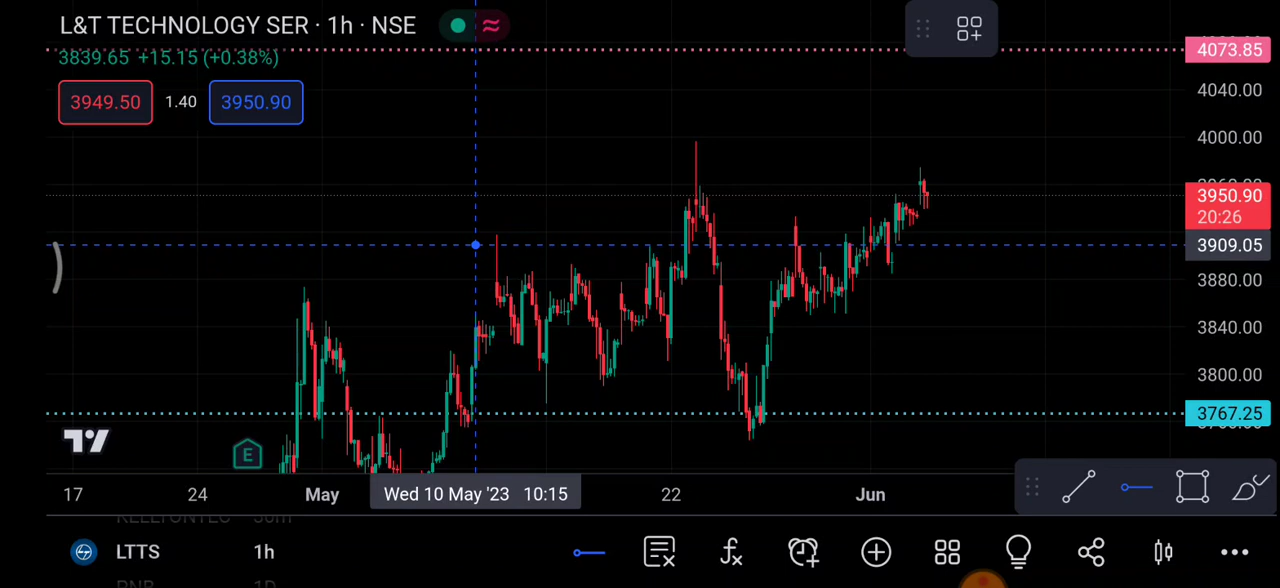 L&T TECHNOLOGY SER · 1h · NSE
3839.65 +15.15 (+0.38%)
3949.50 1.40 3950.90
4073.85
4040.00
4000.00
3950.90
20:26
3909.05
3880.00
3840.00
3800.00
3767.25
E
17 24 May Wed 10 May '23 10:15 22 Jun
LTTS 1h
PNB 1D